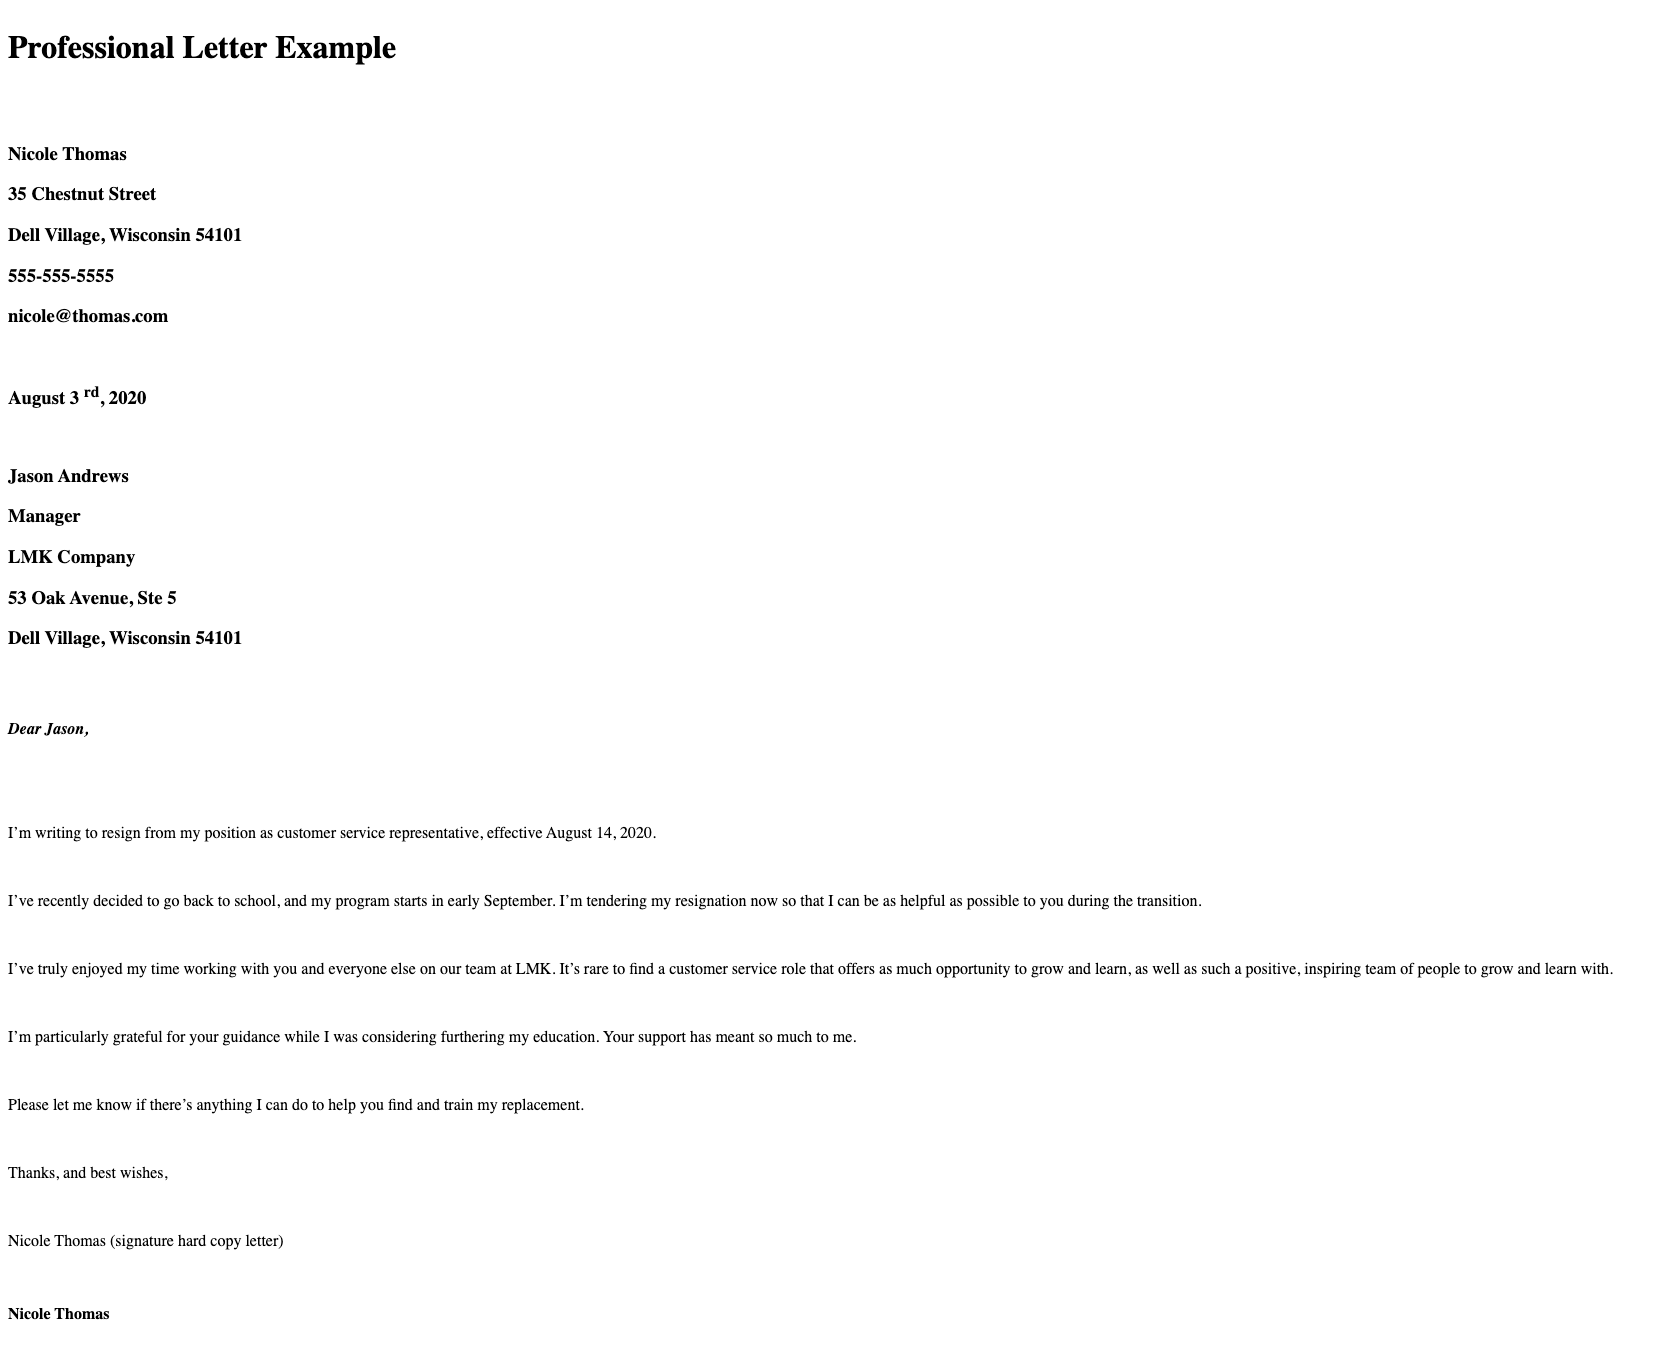 Professional Letter Example
Nicole Thomas
35 Chestnut Street
Dell Village, Wisconsin 54101
555-555-5555
nicole@thomas.com
August 3 rd, 2020
Jason Andrews
Manager
LMK Company
53 Oak Avenue, Ste 5
Dell Village, Wisconsin 54101
Dear Jason,
I’m writing to resign from my position as customer service representative, effective August 14, 2020.
I’ve recently decided to go back to school, and my program starts in early September. I’m tendering my resignation now so that I can be as helpful as possible to you during the transition.
I’ve truly enjoyed my time working with you and everyone else on our team at LMK. It’s rare to find a customer service role that offers as much opportunity to grow and learn, as well as such a positive, inspiring team of people to grow and learn with.
I’m particularly grateful for your guidance while I was considering furthering my education. Your support has meant so much to me.
Please let me know if there’s anything I can do to help you find and train my replacement.
Thanks, and best wishes,
Nicole Thomas (signature hard copy letter)
Nicole Thomas